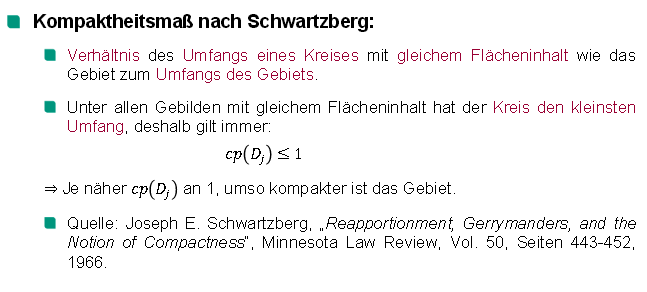 Kompaktheitsmaß nach Schwartzberg:
Verhältnis des Umfangs eines Kreises mit gleichem Flächeninhalt wie das
Gebiet zum Umfangs des Gebiets.
Unter allen Gebilden mit gleichem Flächeninhalt hat der Kreis den kleinsten
Umfang, deshalb gilt immer:
cp(Dⱼ) ≤ 1
⇒ Je näher cp(Dⱼ) an 1, umso kompakter ist das Gebiet.
Quelle: Joseph E. Schwartzberg, „Reapportionment, Gerrymanders, and the
Notion of Compactness“, Minnesota Law Review, Vol. 50, Seiten 443-452,
1966.